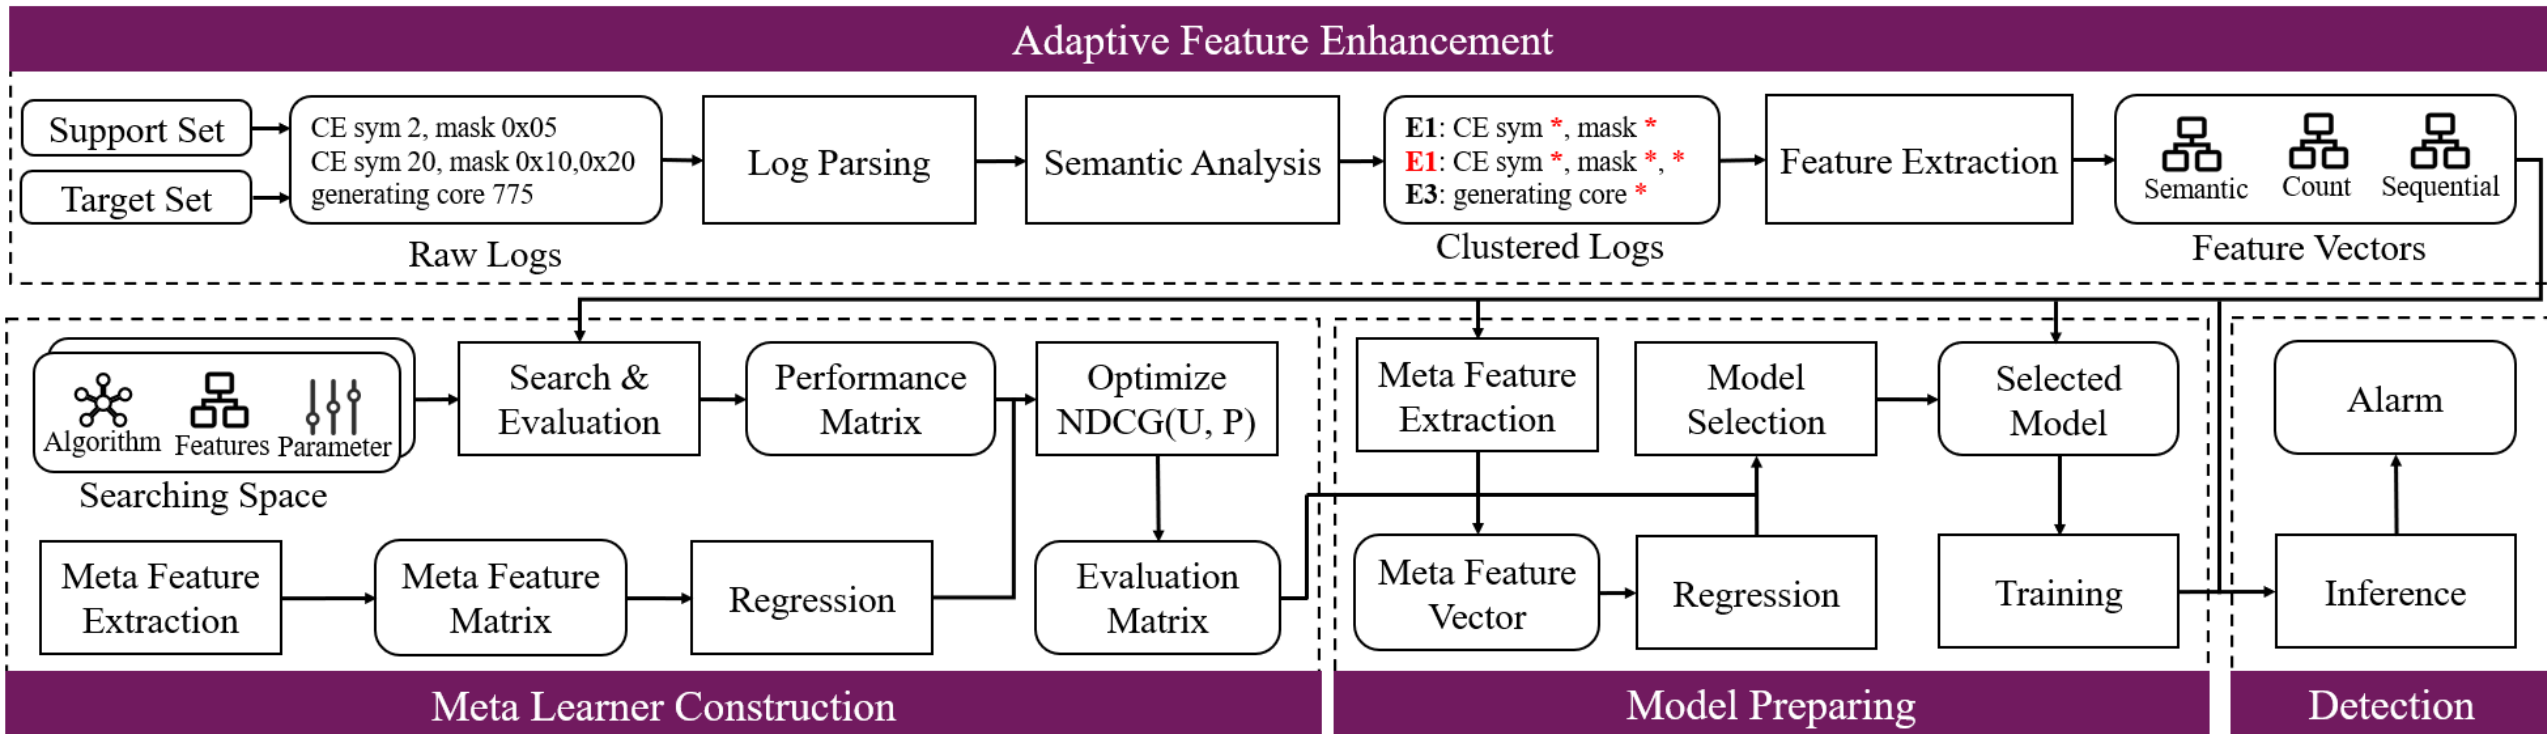 Adaptive Feature Enhancement
Support Set
Target Set
CE sym 2, mask 0x05
CE sym 20, mask 0x10,0x20
generating core 775
Raw Logs
Log Parsing
Semantic Analysis
E1: CE sym *, mask *
E1: CE sym *, mask *, *
E3: generating core *
Clustered Logs
Feature Extraction
Semantic
Count
Sequential
Feature Vectors
Algorithm
Features
Parameter
Searching Space
Search &
Evaluation
Performance
Matrix
Optimize
NDCG(U, P)
Meta Feature
Extraction
Meta Feature
Matrix
Regression
Evaluation
Matrix
Meta Learner Construction
Meta Feature
Extraction
Model
Selection
Selected
Model
Meta Feature
Vector
Regression
Training
Model Preparing
Alarm
Inference
Detection